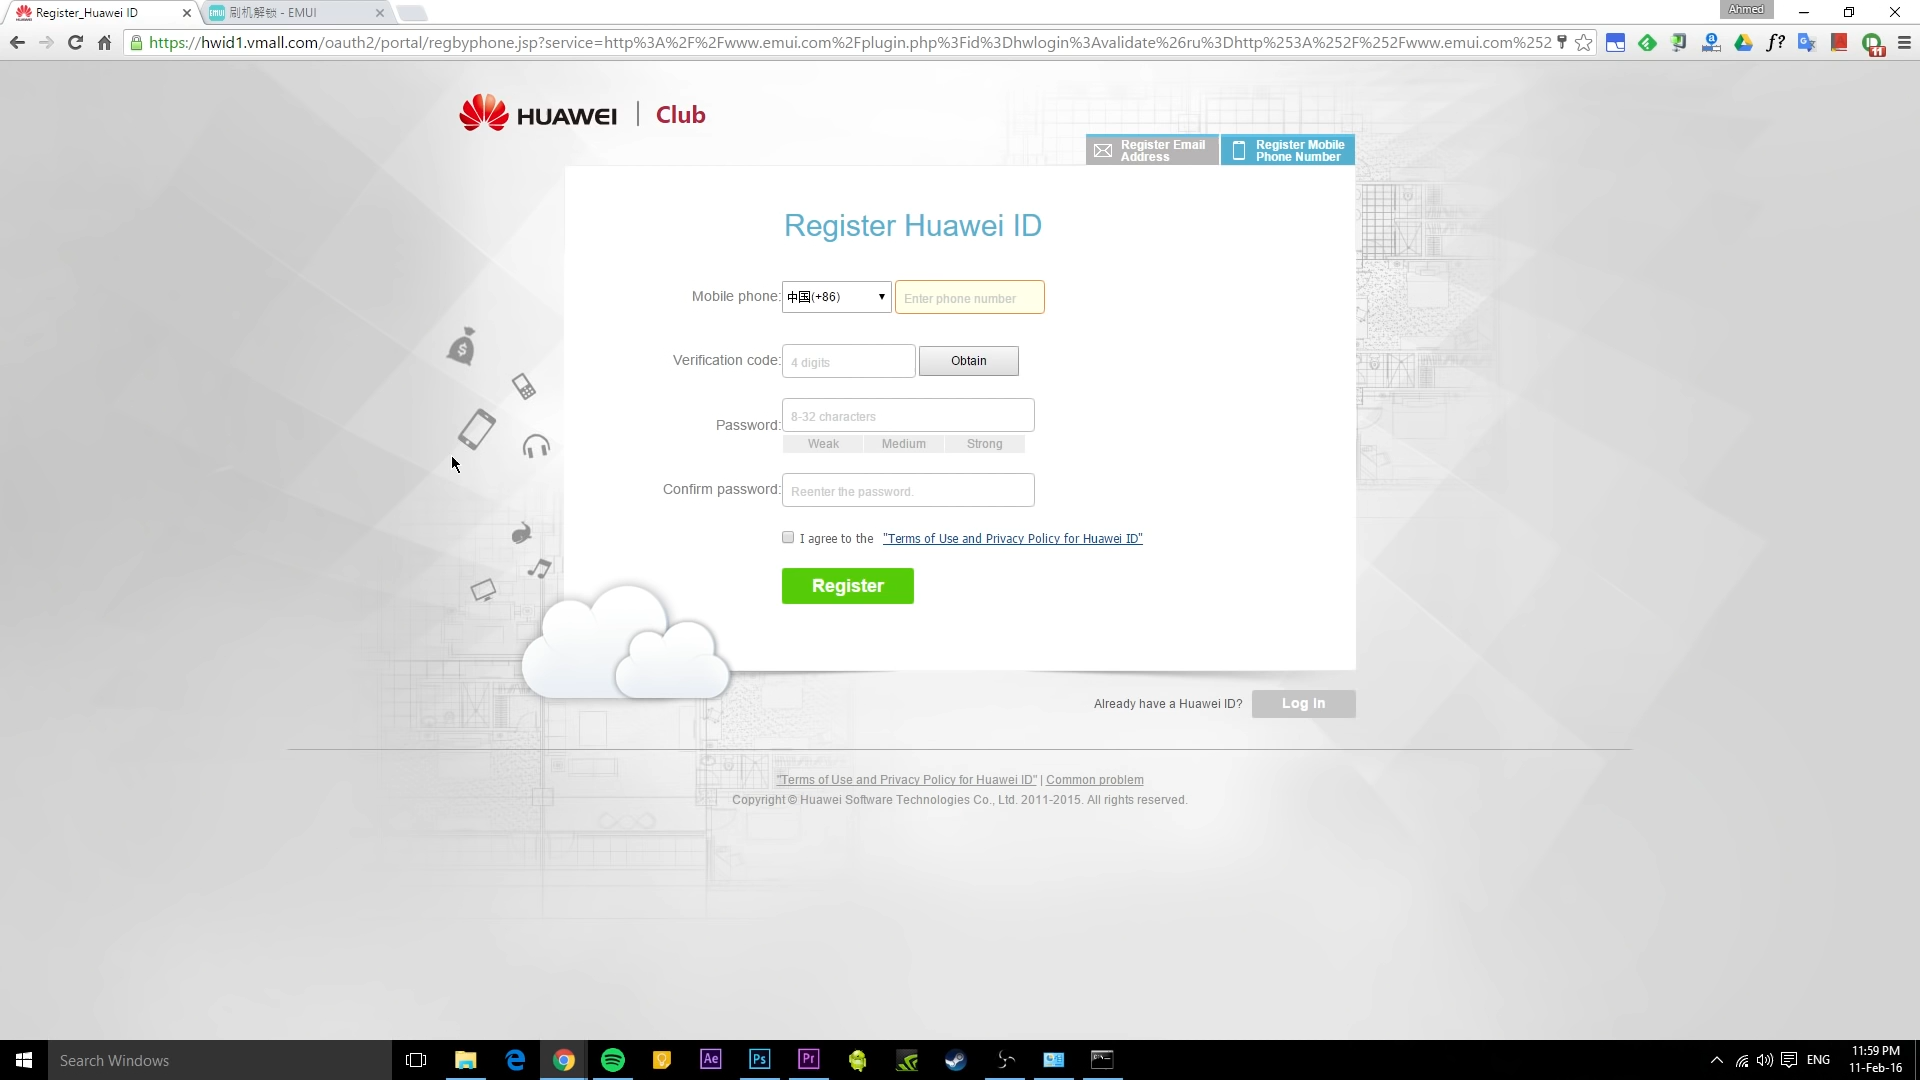 Register_Huawei ID
刷机解锁 - EMUI
Ahmed
https://hwid1.vmall.com/oauth2/portal/regbyphone.jsp?service=http%3A%2F%2Fwww.emui.com%2Fplugin.php%3Fid%3Dhwlogin%3Avalidate%26ru%3Dhttp%253A%252F%252Fwww.emui.com%252
HUAWEI | Club
Register Email
Address
Register Mobile
Phone Number
Register Huawei ID
Mobile phone: 中国(+86) Enter phone number
Verification code: 4 digits Obtain
Password: 8-32 characters
Weak Medium Strong
Confirm password: Reenter the password.
I agree to the "Terms of Use and Privacy Policy for Huawei ID"
Register
Already have a Huawei ID? Log In
"Terms of Use and Privacy Policy for Huawei ID" | Common problem
Copyright © Huawei Software Technologies Co., Ltd. 2011-2015. All rights reserved.
Search Windows
Ae
Ps
Pr
ENG
11:59 PM
11-Feb-16